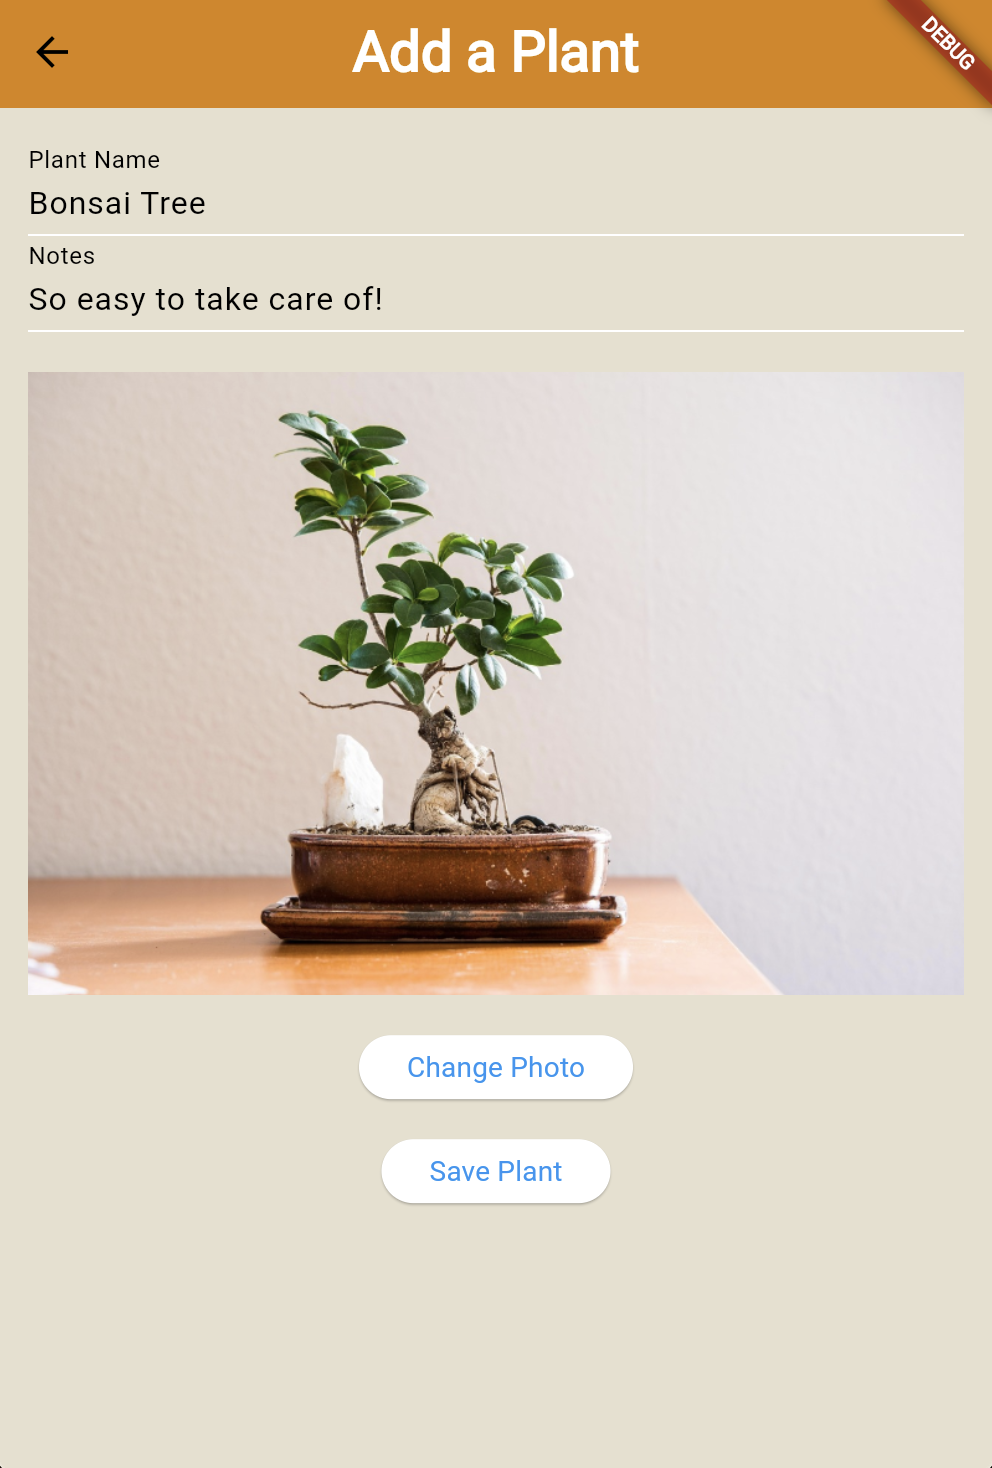 Add a Plant
DEBUG
Plant Name
Bonsai Tree
Notes
So easy to take care of!
Change Photo
Save Plant